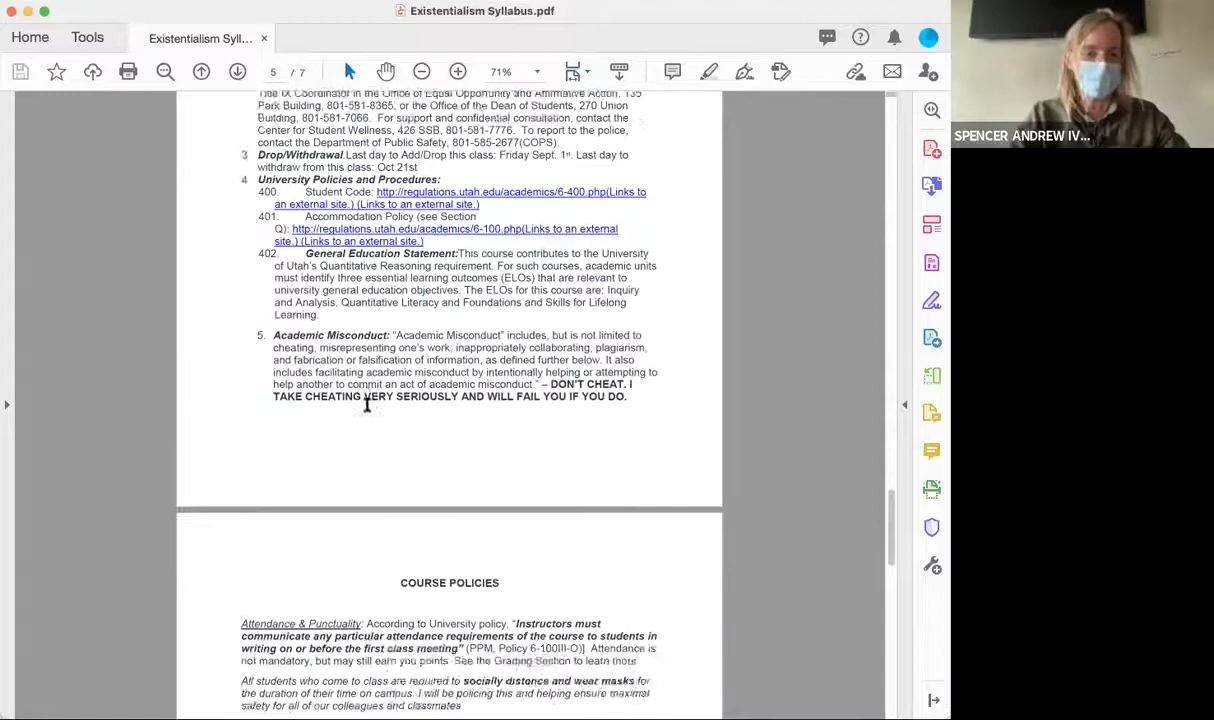 Existentialism Syllabus.pdf
Home
Tools
Existentialism Syll...
5 / 7
71%
Title IX Coordinator in the Office of Equal Opportunity and Affirmative Action, 135
Park Building, 801-581-8365, or the Office of the Dean of Students, 270 Union
Building, 801-581-7066. For support and confidential consultation, contact the
Center for Student Wellness, 426 SSB, 801-581-7776. To report to the police,
contact the Department of Public Safety, 801-585-2677(COPS).
3 Drop/Withdrawal.Last day to Add/Drop this class: Friday Sept. 1st. Last day to
withdraw from this class: Oct 21st
4 University Policies and Procedures:
400. Student Code: http://regulations.utah.edu/academics/6-400.php(Links to
an external site.) (Links to an external site.)
401. Accommodation Policy (see Section
Q): http://regulations.utah.edu/academics/6-100.php(Links to an external
site.) (Links to an external site.)
402. General Education Statement:This course contributes to the University
of Utah's Quantitative Reasoning requirement. For such courses, academic units
must identify three essential learning outcomes (ELOs) that are relevant to
university general education objectives. The ELOs for this course are: Inquiry
and Analysis, Quantitative Literacy and Foundations and Skills for Lifelong
Learning.
5. Academic Misconduct: "Academic Misconduct" includes, but is not limited to
cheating, misrepresenting one's work, inappropriately collaborating, plagiarism,
and fabrication or falsification of information, as defined further below. It also
includes facilitating academic misconduct by intentionally helping or attempting to
help another to commit an act of academic misconduct." – DON'T CHEAT. I
TAKE CHEATING VERY SERIOUSLY AND WILL FAIL YOU IF YOU DO.
COURSE POLICIES
Attendance & Punctuality: According to University policy, "Instructors must
communicate any particular attendance requirements of the course to students in
writing on or before the first class meeting" (PPM, Policy 6-100(III-O)]. Attendance is
not mandatory, but may still earn you points. See the Grading Section to learn more
All students who come to class are required to socially distance and wear masks for
the duration of their time on campus. I will be policing this and helping ensure maximal
safety for all of our colleagues and classmates
SPENCER ANDREW IV...